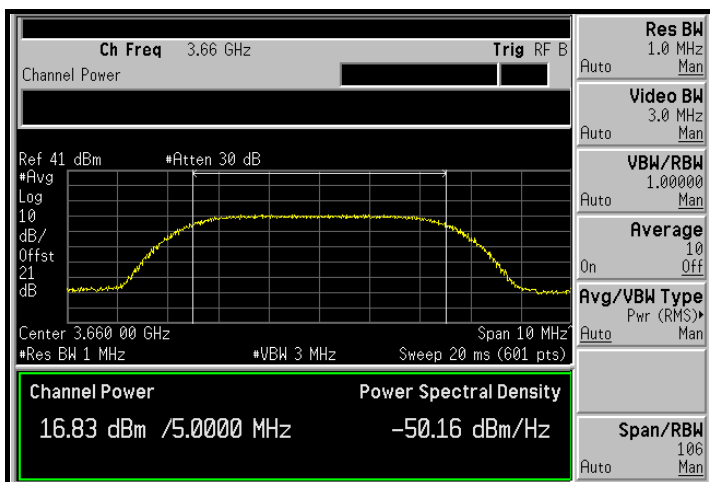 Ch Freq 3.66 GHz Trig RF B
Channel Power
Ref 41 dBm #Atten 30 dB
#Avg
Log
10
dB/
Offst
21
dB
Center 3.660 00 GHz Span 10 MHz^
#Res BW 1 MHz #VBW 3 MHz Sweep 20 ms (601 pts)
Channel Power Power Spectral Density
16.83 dBm /5.0000 MHz −50.16 dBm/Hz
Res BW
1.0 MHz
Auto Man
Video BW
3.0 MHz
Auto Man
VBW/RBW
1.00000
Auto Man
Average
10
On Off
Avg/VBW Type
Pwr (RMS)▸
Auto Man
Span/RBW
106
Auto Man